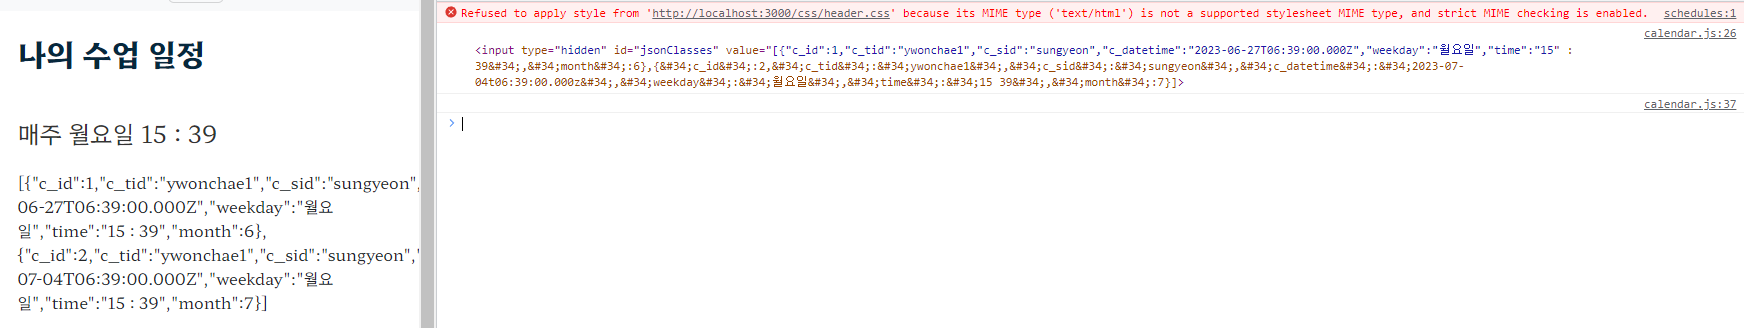 나의 수업 일정
매주 월요일 15 : 39
[{"c_id":1,"c_tid":"ywonchae1","c_sid":"sungyeon",
06-27T06:39:00.000Z","weekday":"월요
일","time":"15 : 39","month":6},
{"c_id":2,"c_tid":"ywonchae1","c_sid":"sungyeon",
07-04T06:39:00.000Z","weekday":"월요
일","time":"15 : 39","month":7}]
Refused to apply style from 'http://localhost:3000/css/header.css' because its MIME type ('text/html') is not a supported stylesheet MIME type, and strict MIME checking is enabled. schedules:1
calendar.js:26
<input type="hidden" id="jsonClasses" value="[{"c_id":1,"c_tid":"ywonchae1","c_sid":"sungyeon","c_datetime":"2023-06-27T06:39:00.000Z","weekday":"월요일","time":"15" :
39&#34;,&#34;month&#34;:6},{&#34;c_id&#34;:2,&#34;c_tid&#34;:&#34;ywonchae1&#34;,&#34;c_sid&#34;:&#34;sungyeon&#34;,&#34;c_datetime&#34;:&#34;2023-07-
04t06:39:00.000z&#34;,&#34;weekday&#34;:&#34;월요일&#34;,&#34;time&#34;:&#34;15 39&#34;,&#34;month&#34;:7}]>
calendar.js:37